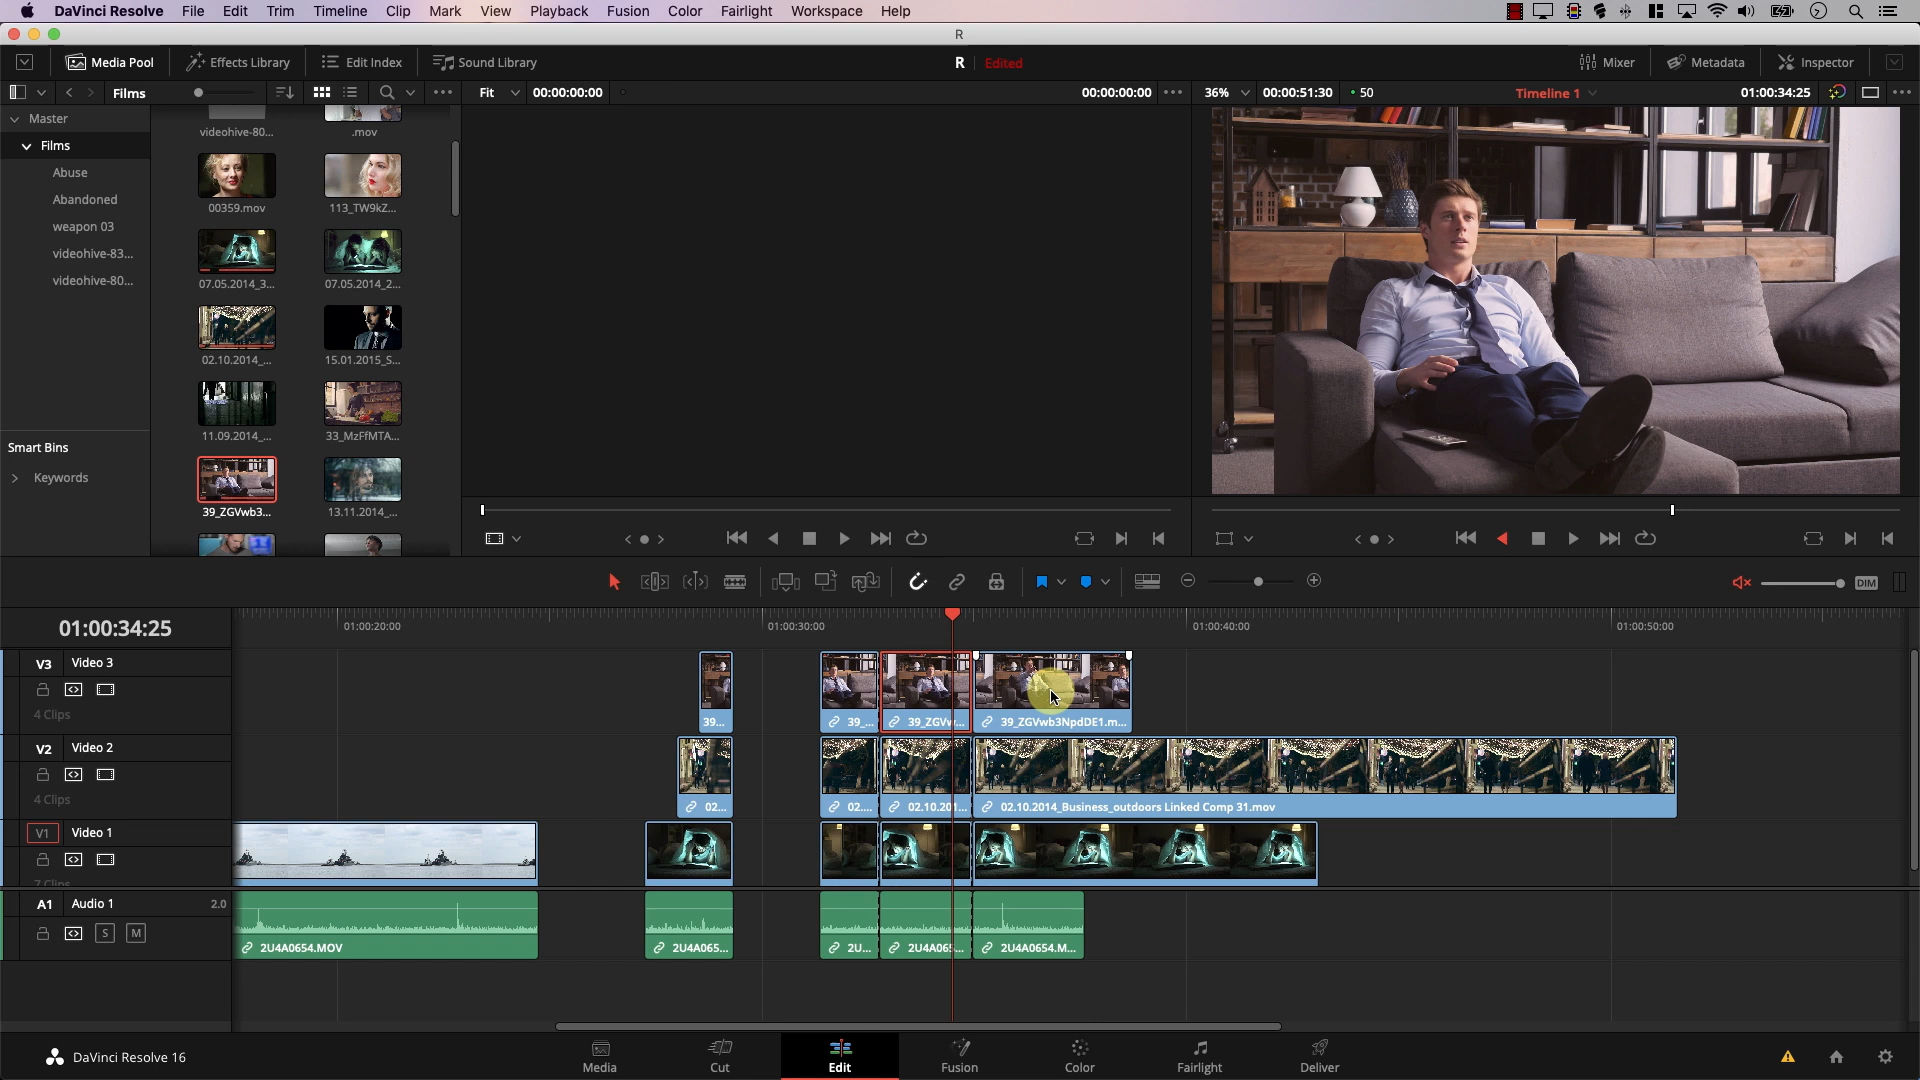 DaVinci Resolve File Edit Trim Timeline Clip Mark View Playback Fusion Color Fairlight Workspace Help
R
Media Pool Effects Library Edit Index Sound Library R Edited Mixer Metadata Inspector
Films Fit 00:00:00:00 00:00:00:00 36% 00:00:51:30 50 Timeline 1 01:00:34:25
Master
Films
Abuse
Abandoned
weapon 03
videohive-83...
videohive-80...
Smart Bins
Keywords
videohive-80... .mov
00359.mov 113_TW9kZ...
07.05.2014_3... 07.05.2014_2...
02.10.2014_... 15.01.2015_S...
11.09.2014_... 33_MzFfMTA...
39_ZGVwb3... 13.11.2014_...
DIM
01:00:34:25 01:00:20:00 01:00:30:00 01:00:40:00 01:00:50:00
V3 Video 3
4 Clips
39... 39_... 39_ZGVw... 39_ZGVwb3NpdDE1.m...
V2 Video 2
4 Clips
02... 02.... 02.10.201... 02.10.2014_Business_outdoors Linked Comp 31.mov
V1 Video 1
7 Clips
A1 Audio 1 2.0
S M
2U4A0654.MOV 2U4A065... 2U... 2U4A065... 2U4A0654.M...
DaVinci Resolve 16 Media Cut Edit Fusion Color Fairlight Deliver